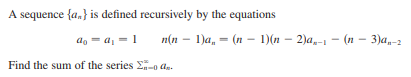 A sequence {aₙ} is defined recursively by the equations
a₀ = a₁ = 1 n(n − 1)aₙ = (n − 1)(n − 2)aₙ₋₁ − (n − 3)aₙ₋₂
Find the sum of the series Σ∞ₙ₌₀ aₙ.